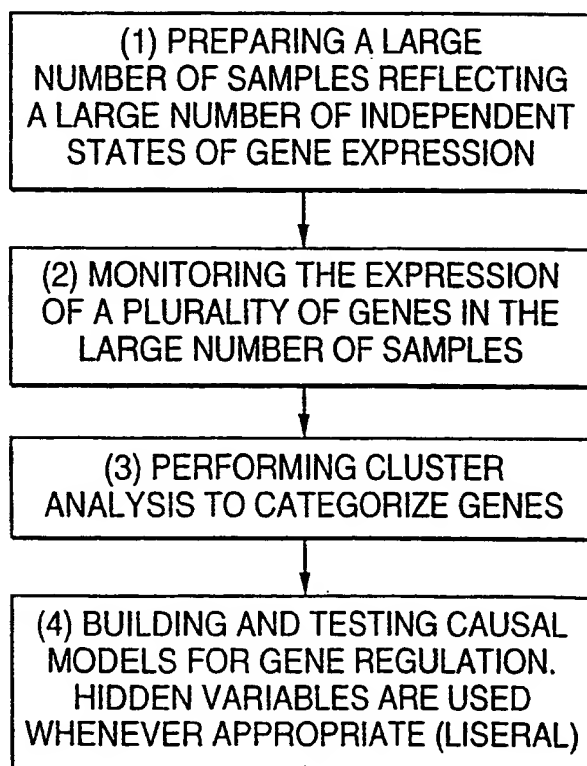 (1) PREPARING A LARGE
NUMBER OF SAMPLES REFLECTING
A LARGE NUMBER OF INDEPENDENT
STATES OF GENE EXPRESSION
(2) MONITORING THE EXPRESSION
OF A PLURALITY OF GENES IN THE
LARGE NUMBER OF SAMPLES
(3) PERFORMING CLUSTER
ANALYSIS TO CATEGORIZE GENES
(4) BUILDING AND TESTING CAUSAL
MODELS FOR GENE REGULATION.
HIDDEN VARIABLES ARE USED
WHENEVER APPROPRIATE (LISERAL)